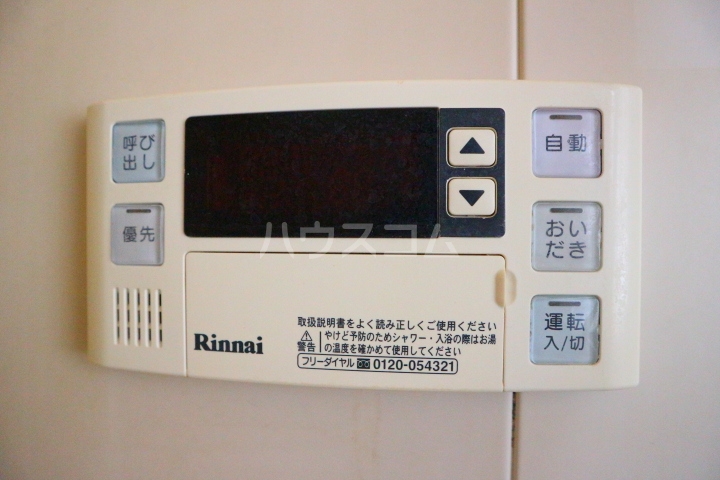 呼び
出し
優先
▲
▼
自動
おい
だき
運転
入/切
ハウスコム
取扱説明書をよく読み正しくご使用ください
⚠警告 やけど予防のためシャワー・入浴の際はお湯
の温度を確かめて使用してください
フリーダイヤル 0120-054321
Rinnai